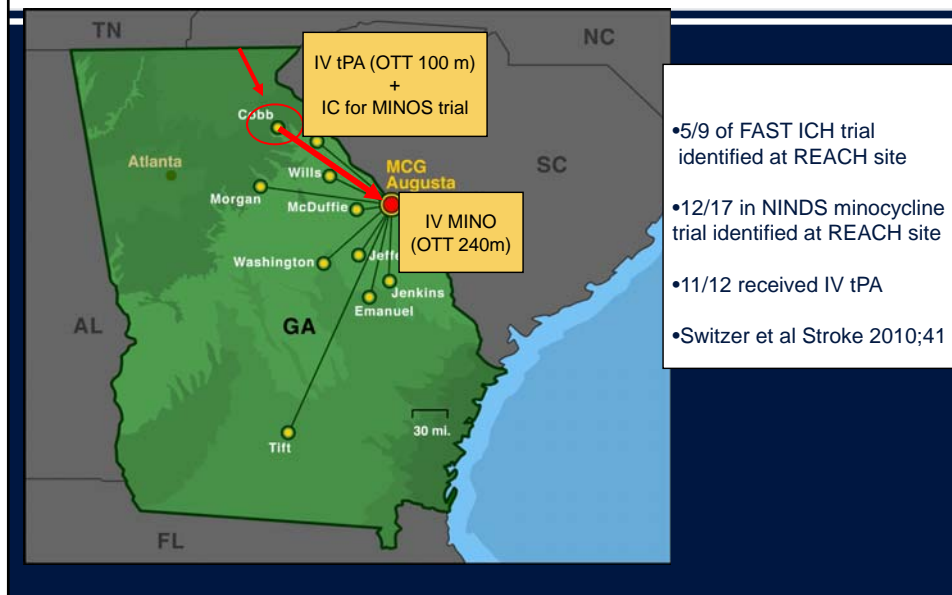 TN
NC
IV tPA (OTT 100 m)
+
IC for MINOS trial
Cobb
Atlanta
Wills
MCG
Augusta
SC
Morgan
McDuffie
IV MINO
(OTT 240m)
Washington
Jeffe
Jenkins
Emanuel
AL
GA
30 mi.
Tift
FL
•5/9 of FAST ICH trial
identified at REACH site
•12/17 in NINDS minocycline
trial identified at REACH site
•11/12 received IV tPA
•Switzer et al Stroke 2010;41